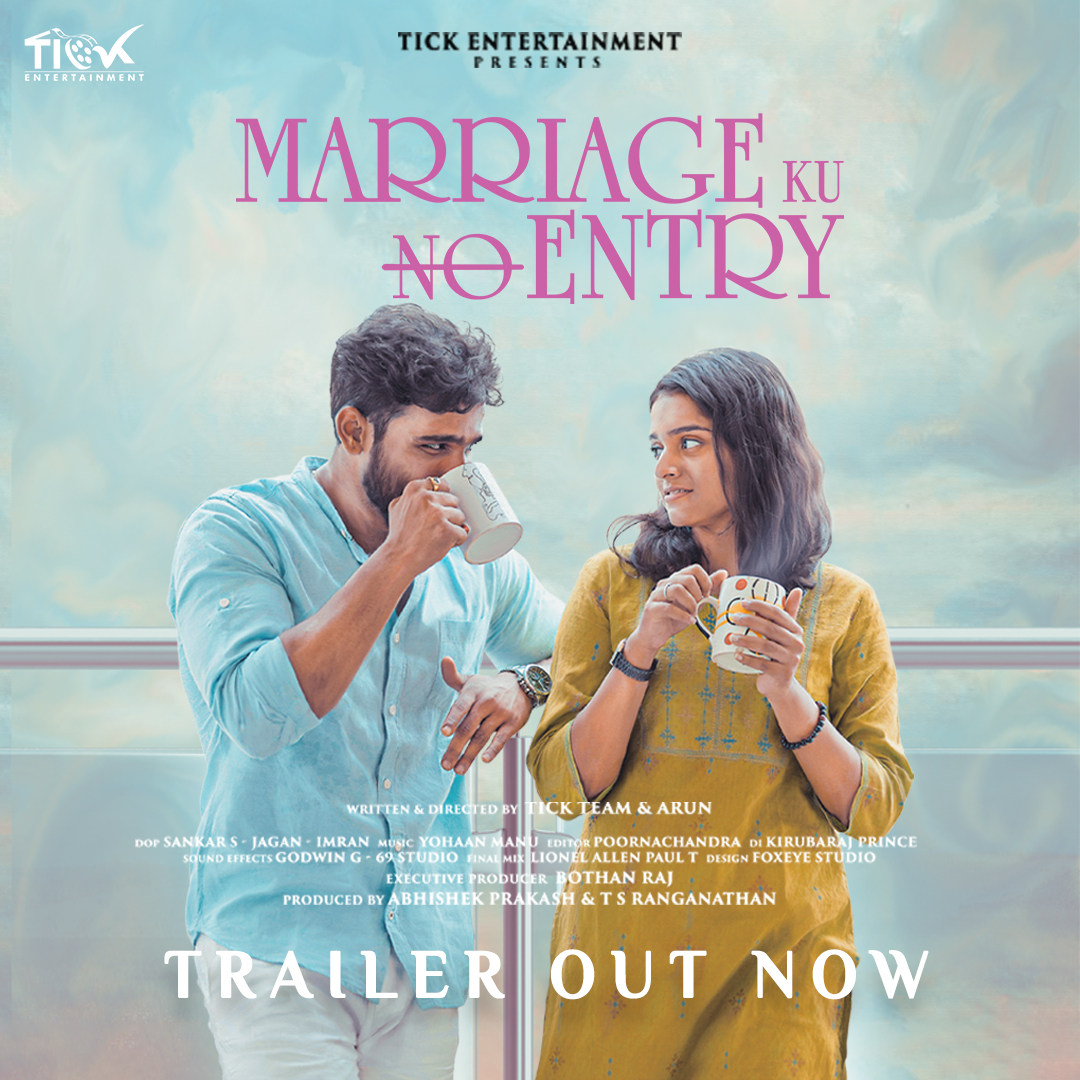 TICK
ENTERTAINMENT
TICK ENTERTAINMENT
PRESENTS
MARRIAGE KU
NO ENTRY
WRITTEN & DIRECTED BY TICK TEAM & ARUN
DOP SANKAR S - JAGAN - IMRAN MUSIC YOHAAN MANU EDITOR POORNACHANDRA DI KIRUBARAJ PRINCE
SOUND EFFECTS GODWIN G - 69 STUDIO FINAL MIX LIONEL ALLEN PAUL T DESIGN FOXEYE STUDIO
EXECUTIVE PRODUCER BOTHAN RAJ
PRODUCED BY ABHISHEK PRAKASH & T S RANGANATHAN
TRAILER OUT NOW